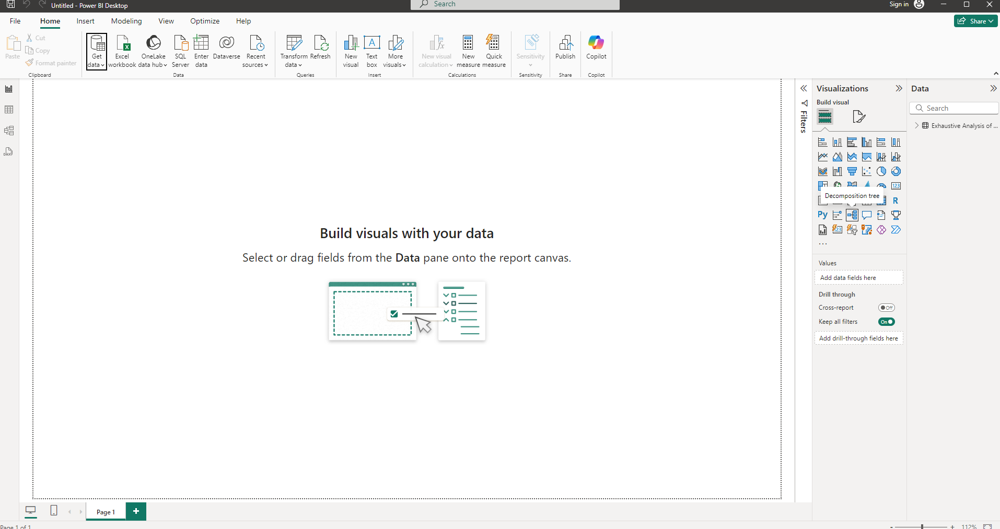 Untitled - Power BI Desktop
Search
Sign in
File
Home
Insert
Modeling
View
Optimize
Help
Share
Paste
Cut
Copy
Format painter
Clipboard
Get
data
Excel
workbook
OneLake
data hub
SQL
Server
Enter
data
Dataverse
Recent
sources
Data
Transform
data
Refresh
Queries
New
visual
A
Text
box
More
visuals
Insert
fx
New visual
calculation
New
measure
Quick
measure
Calculations
Sensitivity
Sensitivity
Publish
Share
Copilot
Copilot
DAX
Build visuals with your data
Select or drag fields from the Data pane onto the report canvas.
Filters
Visualizations
Build visual
123
Decomposition tree
R
Py
123
...
Values
Add data fields here
Drill through
Cross-report
Off
Keep all filters
On
Add drill-through fields here
Data
Search
Exhaustive Analysis of ...
Page 1
+
Page 1 of 1
-
+
112%